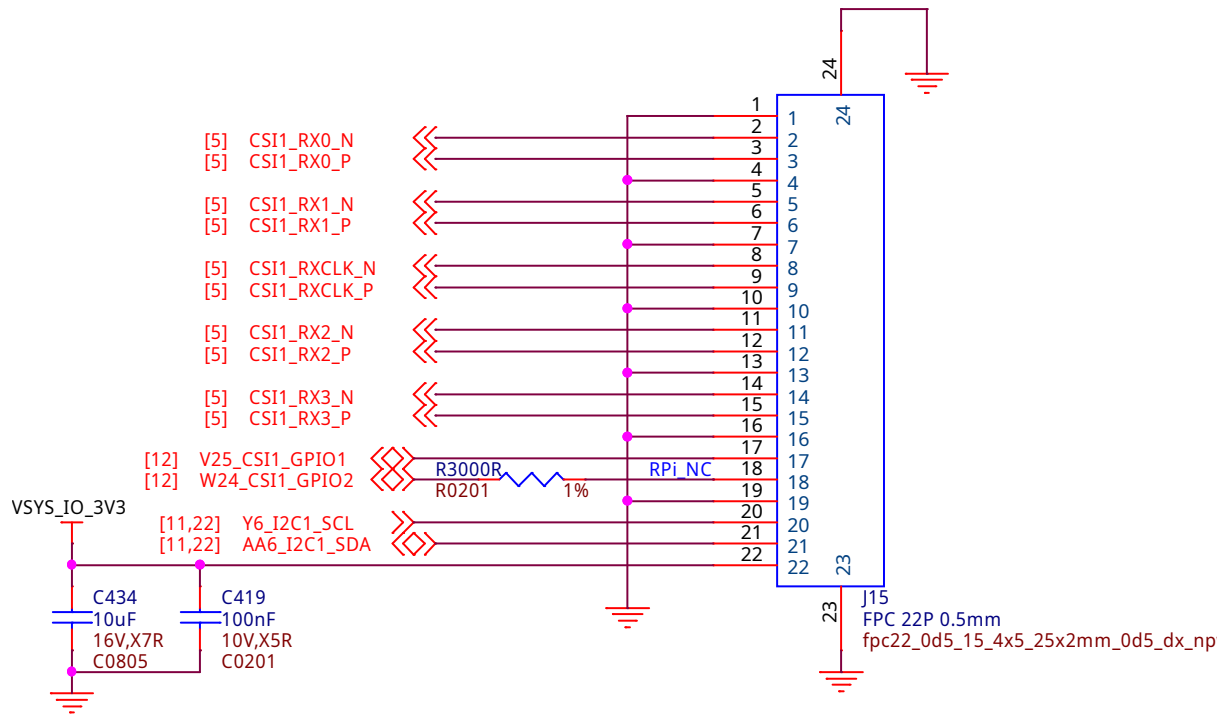 24
24
1 1
[5] CSI1_RX0_N 2 2
[5] CSI1_RX0_P 3 3
4 4
[5] CSI1_RX1_N 5 5
[5] CSI1_RX1_P 6 6
7 7
[5] CSI1_RXCLK_N 8 8
[5] CSI1_RXCLK_P 9 9
10 10
[5] CSI1_RX2_N 11 11
[5] CSI1_RX2_P 12 12
13 13
[5] CSI1_RX3_N 14 14
[5] CSI1_RX3_P 15 15
16 16
[12] V25_CSI1_GPIO1 17 17
[12] W24_CSI1_GPIO2 R3000R RPi_NC 18 18
R0201 1%
19 19
VSYS_IO_3V3
[11,22] Y6_I2C1_SCL 20 20
[11,22] AA6_I2C1_SDA 21 21
22 22
23
23
C434 C419 J15
10uF 100nF FPC 22P 0.5mm
16V,X7R 10V,X5R fpc22_0d5_15_4x5_25x2mm_0d5_dx_np
C0805 C0201